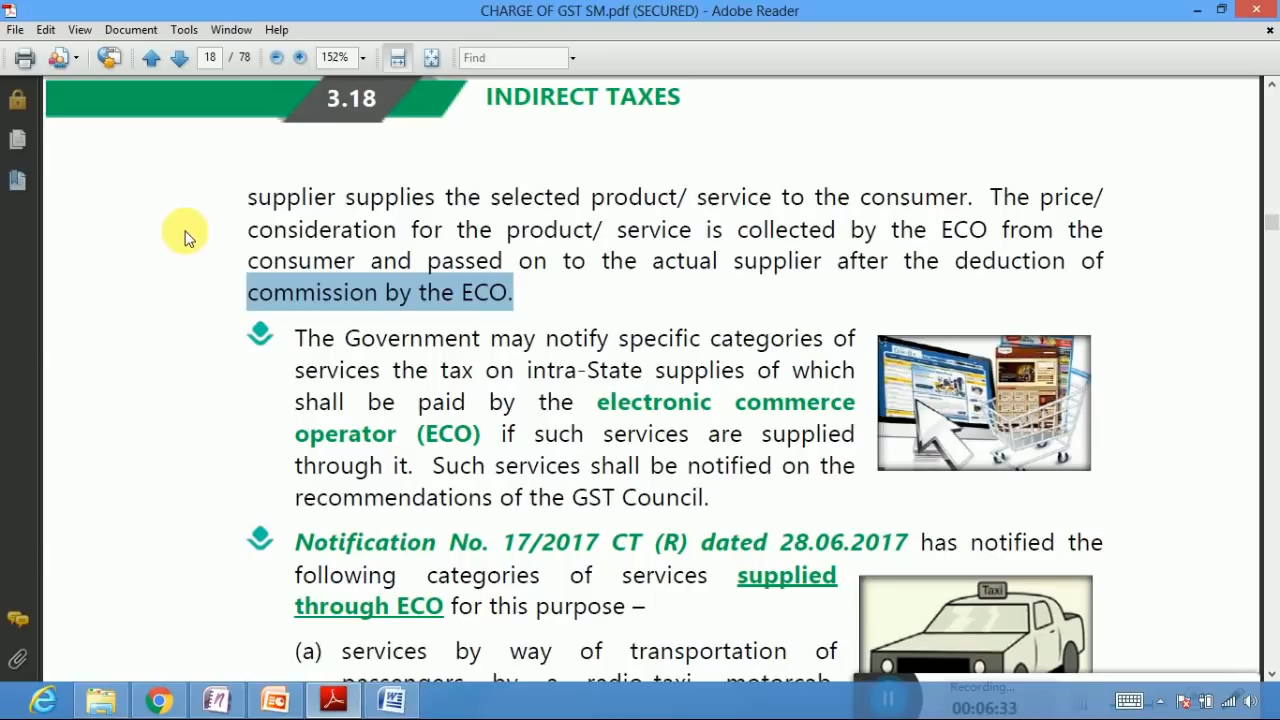 CHARGE OF GST SM.pdf (SECURED) - Adobe Reader
File Edit View Document Tools Window Help
18 / 78 152% Find
3.18 INDIRECT TAXES
supplier supplies the selected product/ service to the consumer. The price/
consideration for the product/ service is collected by the ECO from the
consumer and passed on to the actual supplier after the deduction of
commission by the ECO.
The Government may notify specific categories of
services the tax on intra-State supplies of which
shall be paid by the electronic commerce
operator (ECO) if such services are supplied
through it. Such services shall be notified on the
recommendations of the GST Council.
Notification No. 17/2017 CT (R) dated 28.06.2017 has notified the
following categories of services supplied
through ECO for this purpose –
Taxi
(a) services by way of transportation of
passengers by a radio-taxi, motorcab,
Recording...
00:06:33